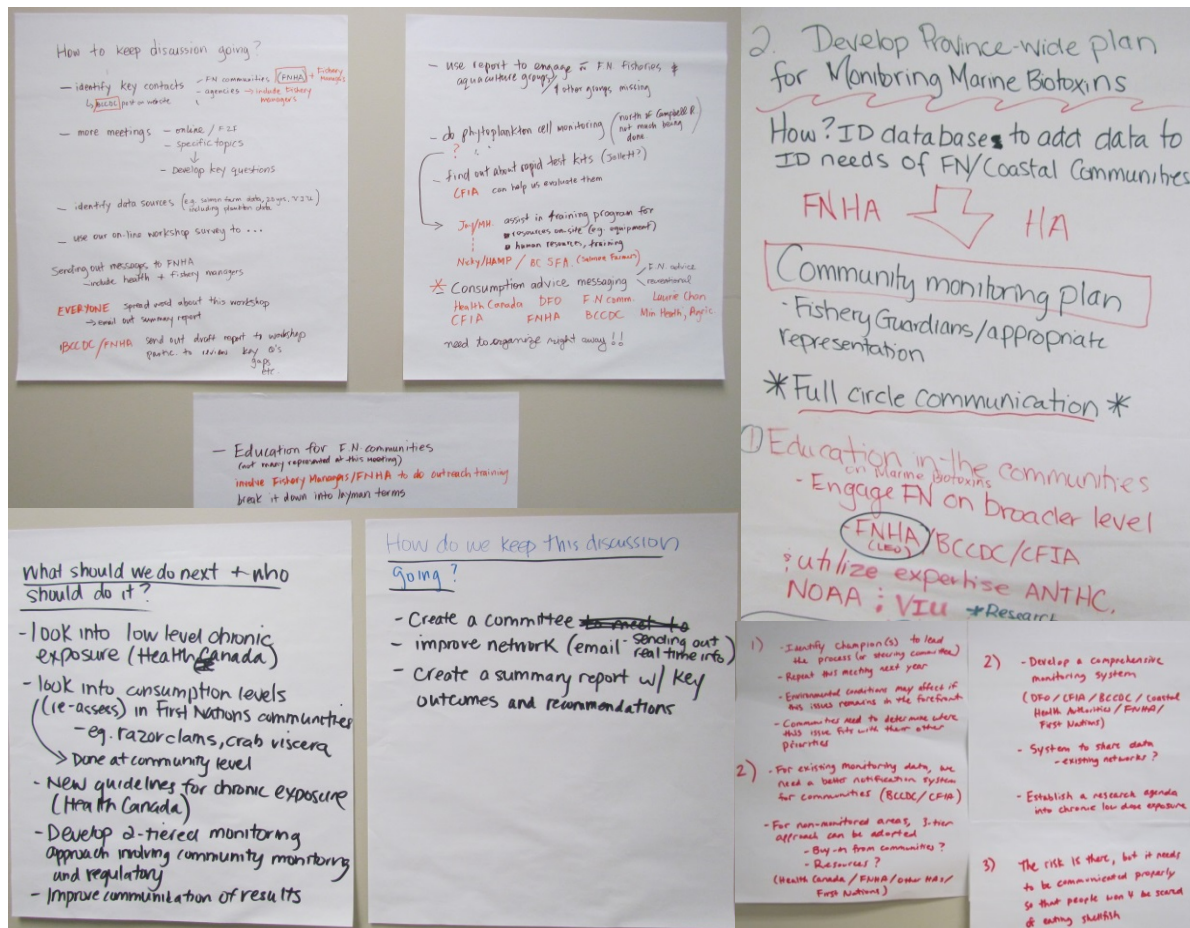 How to keep discussion going?
- identify key contacts - FN communities (FNHA) + Fishery managers
- agencies → include Fishery Managers
↳ BCCDC post on website
- more meetings - online / F2F
- specific topics
↓
- Develop key questions
- identify data sources (e.g. salmon farm data, 20 yrs,
including plankton data
- use our on-line workshop survey to ...
Sending out messages to FNHA
- include health + fishery managers
EVERYONE spread word about this workshop
→ email out summary report
BCCDC/FNHA send out draft report to workshop
partic. to review key Q's
gaps
etc.
- use report to engage F.N. fisheries &
aquaculture groups, other groups missing
- do phytoplankton cell monitoring (north of Campbell R
not much being
done
?
- find out about rapid test kits (Jellett?)
CFIA can help us evaluate them
Joy/MH. assist in training program for
resources on-site (eg. equipment)
human resources, training
Nicky/HAMP / BC SFA. (Salmon Farmers)
* Consumption advice messaging - F.N. advice
recreational
Health Canada DFO F.N comm. Laurie Chan
CFIA FNHA BCCDC Min Health, Angie
need to organize right away!!
- Education for F.N. communities
(not many represented at this meeting)
involve Fishery Managers/FNHA to do outreach training
break it down into layman terms
2. Develop Province-wide plan
for Monitoring Marine Biotoxins
How? ID databases to add data to
ID needs of FN/Coastal Communities
FNHA HA
Community monitoring plan
- Fishery Guardians/appropriate
representation
* Full circle communication *
① Education in the communities
on Marine Biotoxins
- Engage FN on broader level
- FNHA/BCCDC/CFIA
(LEO)
; utilize expertise ANTHC,
NOAA ; VIU *Research
What should we do next + who
should do it?
- look into low level chronic
exposure (Health Canada)
- look into consumption levels
(re-assess) in First Nations communities
- eg. razor clams, crab viscera
> Done at community level
- New guidelines for chronic exposure
(Health Canada)
- Develop 2-tiered monitoring
approach involving community monitoring
and regulatory
- Improve communication of results
How do we keep this discussion
going?
- Create a committee to meet to
- improve network (email - sending out
real time info)
- Create a summary report w/ key
outcomes and recommendations
1) - Identify champion(s) to lead
the process (or steering committee)
- Repeat this meeting next year
- Environmental conditions may affect if
this issue remains in the forefront
- Communities need to determine where
this issue fits with their other
priorities
2) - For existing monitoring data, we
need a better notification system
for communities (BCCDC/CFIA)
- For non-monitored areas, 3-tier
approach can be adopted
- Buy-in from communities?
- Resources?
(Health Canada / FNHA / other HAs /
First Nations)
2) - Develop a comprehensive
monitoring system
(DFO / CFIA / BCCDC / Coastal
Health Authorities / FNHA /
First Nations)
- System to share data
- existing networks?
- Establish a research agenda
into chronic low dose exposure
3) The risk is there, but it needs
to be communicated properly
so that people won't be scared
of eating shellfish